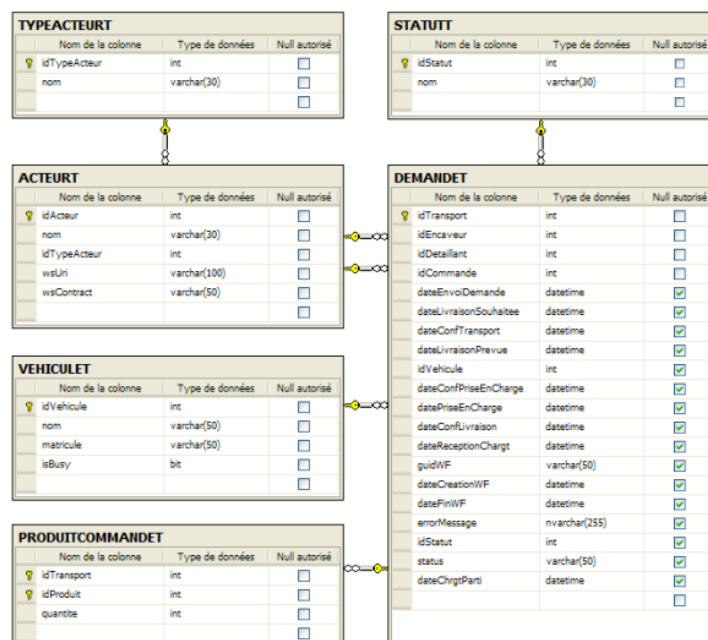 TYPEACTEURT
Nom de la colonne Type de données Null autorisé
idTypeActeur int
nom varchar(30)
STATUTT
Nom de la colonne Type de données Null autorisé
idStatut int
nom varchar(30)
ACTEURT
Nom de la colonne Type de données Null autorisé
idActeur int
nom varchar(30)
idTypeActeur int
wsUri varchar(100)
wsContract varchar(50)
DEMANDET
Nom de la colonne Type de données Null autorisé
idTransport int
idEncaveur int
idDetaillant int
idCommande int
dateEnvoiDemande datetime
dateLivraisonSouhaitee datetime
dateConfTransport datetime
dateLivraisonPrevue datetime
idVehicule int
dateConfPriseEnCharge datetime
datePriseEnCharge datetime
dateConfLivraison datetime
dateReceptionChargt datetime
guidWF varchar(50)
dateCreationWF datetime
dateFinWF datetime
errorMessage nvarchar(255)
idStatut int
status varchar(50)
dateChrgtParti datetime
VEHICULET
Nom de la colonne Type de données Null autorisé
idVehicule int
nom varchar(50)
matricule varchar(50)
isBusy bit
PRODUITCOMMANDET
Nom de la colonne Type de données Null autorisé
idTransport int
idProduit int
quantite int